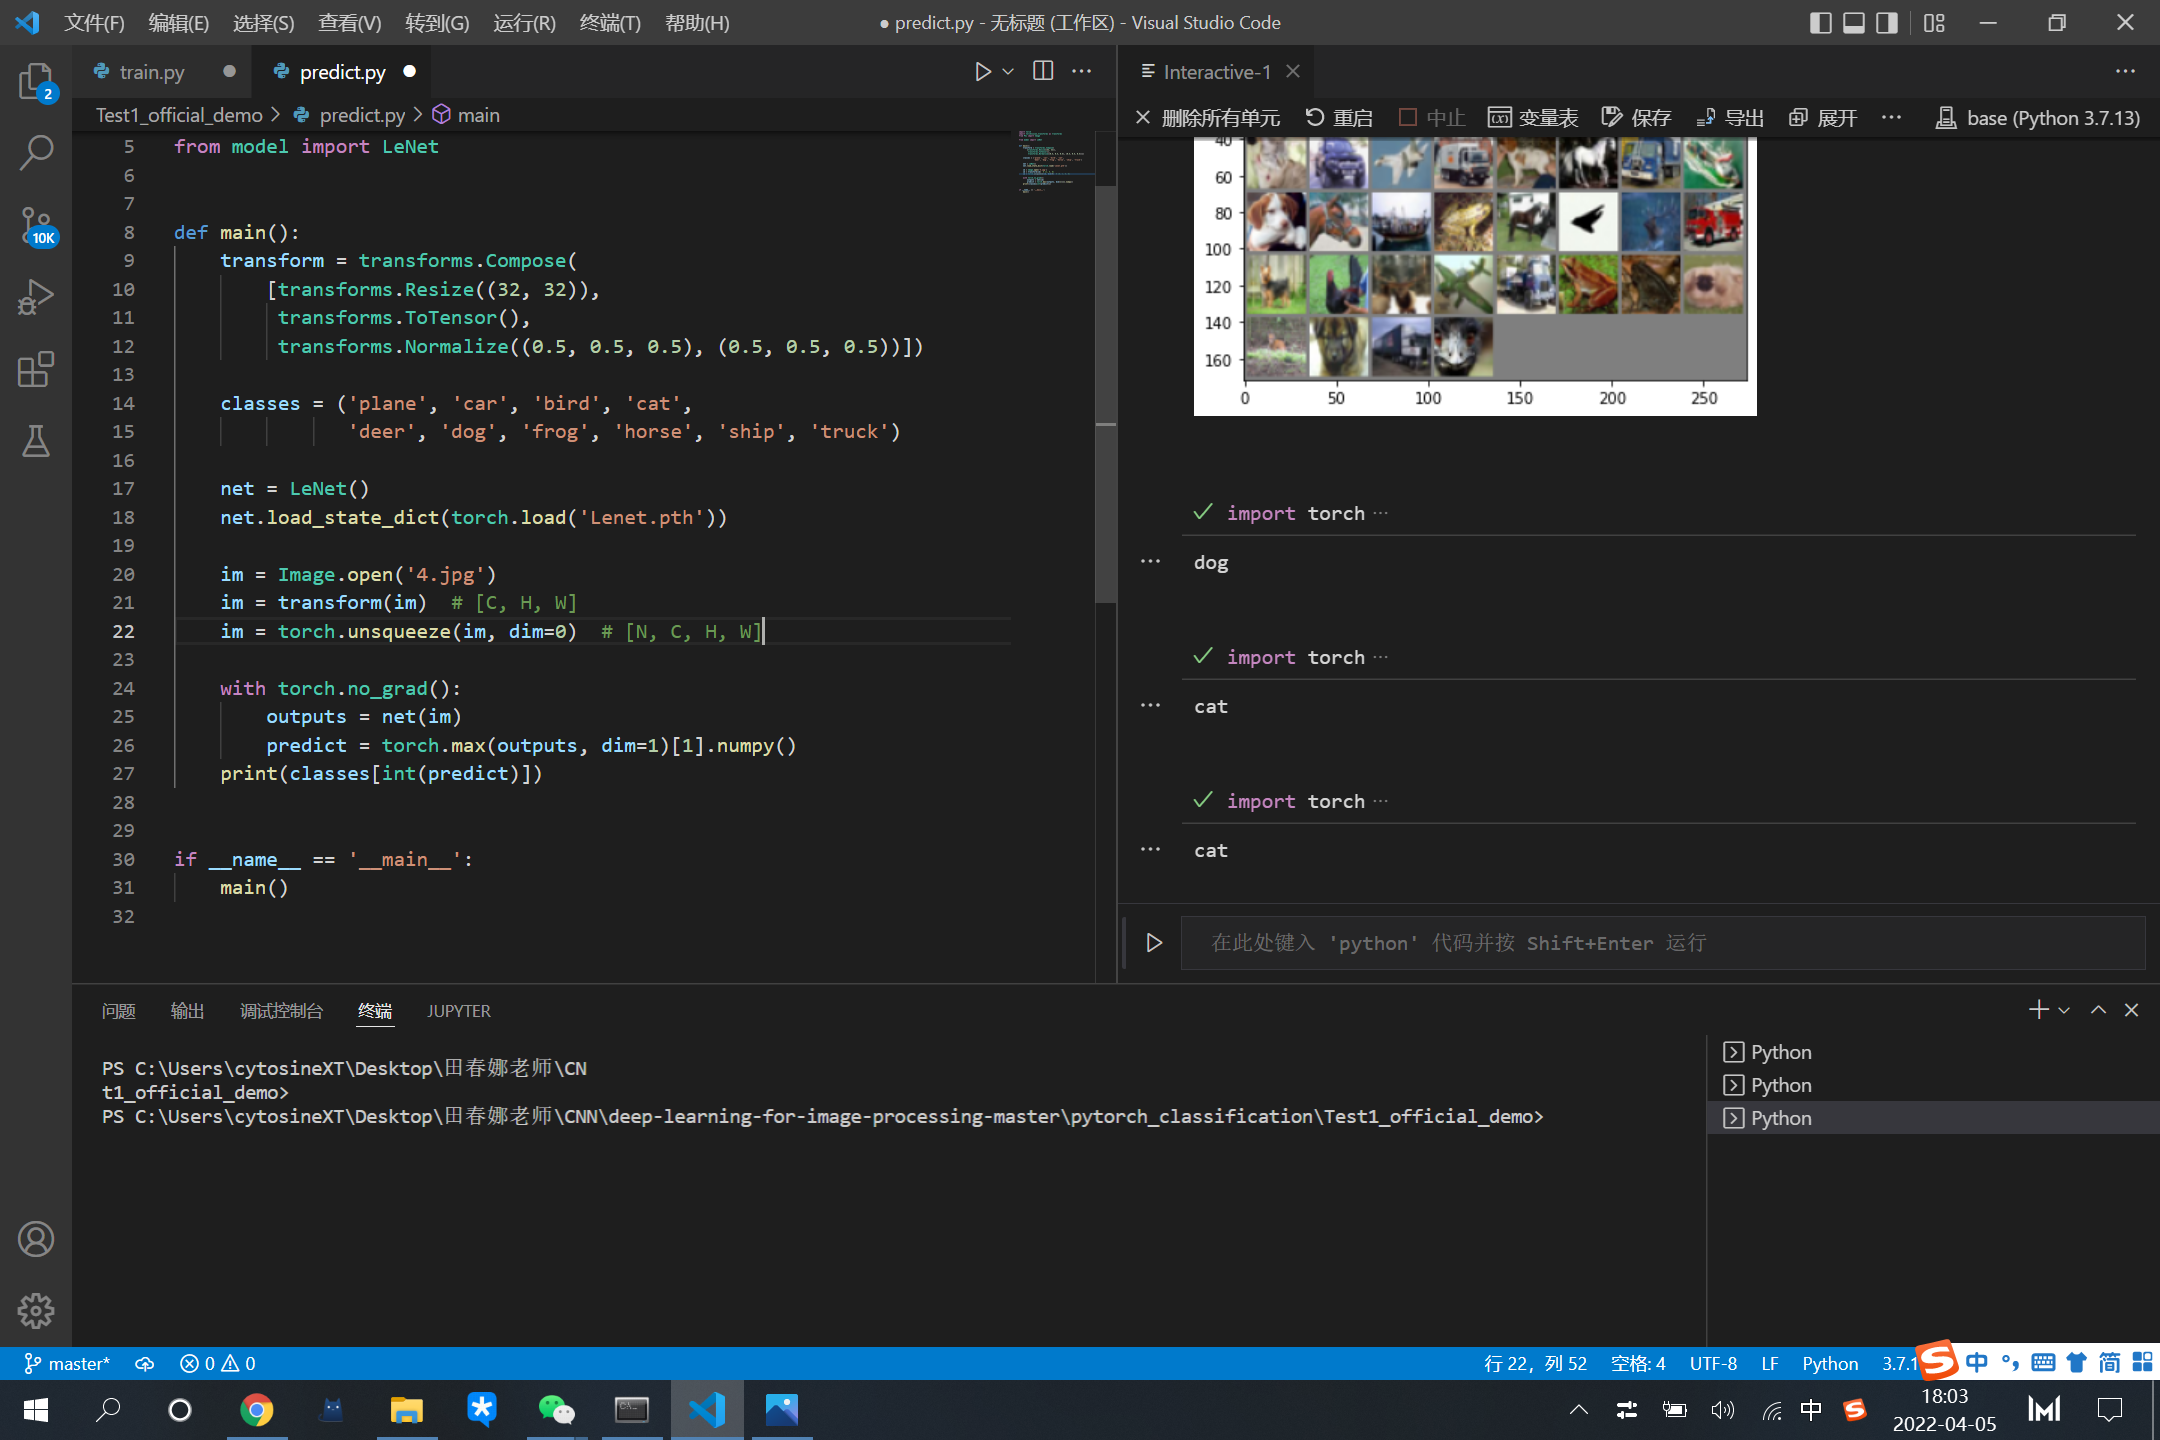 文件(F) 编辑(E) 选择(S) 查看(V) 转到(G) 运行(R) 终端(T) 帮助(H)
● predict.py - 无标题 (工作区) - Visual Studio Code
train.py
predict.py
Interactive-1
Test1_official_demo > predict.py > main
删除所有单元 重启 中止 变量表 保存 导出 展开 ··· base (Python 3.7.13)
5 from model import LeNet
6
7
8 def main():
9 transform = transforms.Compose(
10 [transforms.Resize((32, 32)),
11 transforms.ToTensor(),
12 transforms.Normalize((0.5, 0.5, 0.5), (0.5, 0.5, 0.5))])
13
14 classes = ('plane', 'car', 'bird', 'cat',
15 'deer', 'dog', 'frog', 'horse', 'ship', 'truck')
16
17 net = LeNet()
18 net.load_state_dict(torch.load('Lenet.pth'))
19
20 im = Image.open('4.jpg')
21 im = transform(im)  # [C, H, W]
22 im = torch.unsqueeze(im, dim=0)  # [N, C, H, W]
23
24 with torch.no_grad():
25 outputs = net(im)
26 predict = torch.max(outputs, dim=1)[1].numpy()
27 print(classes[int(predict)])
28
29
30 if __name__ == '__main__':
31 main()
32
40
60
80
100
120
140
160
0 50 100 150 200 250
import torch ···
dog
import torch ···
cat
import torch ···
cat
在此处键入 'python' 代码并按 Shift+Enter 运行
问题 输出 调试控制台 终端 JUPYTER
PS C:\Users\cytosineXT\Desktop\田春娜老师\CN
t1_official_demo>
PS C:\Users\cytosineXT\Desktop\田春娜老师\CNN\deep-learning-for-image-processing-master\pytorch_classification\Test1_official_demo>
Python
Python
Python
2
10K
master* 0 0
行 22，列 52 空格: 4 UTF-8 LF Python 3.7.1
中 简
中
18:03
2022-04-05